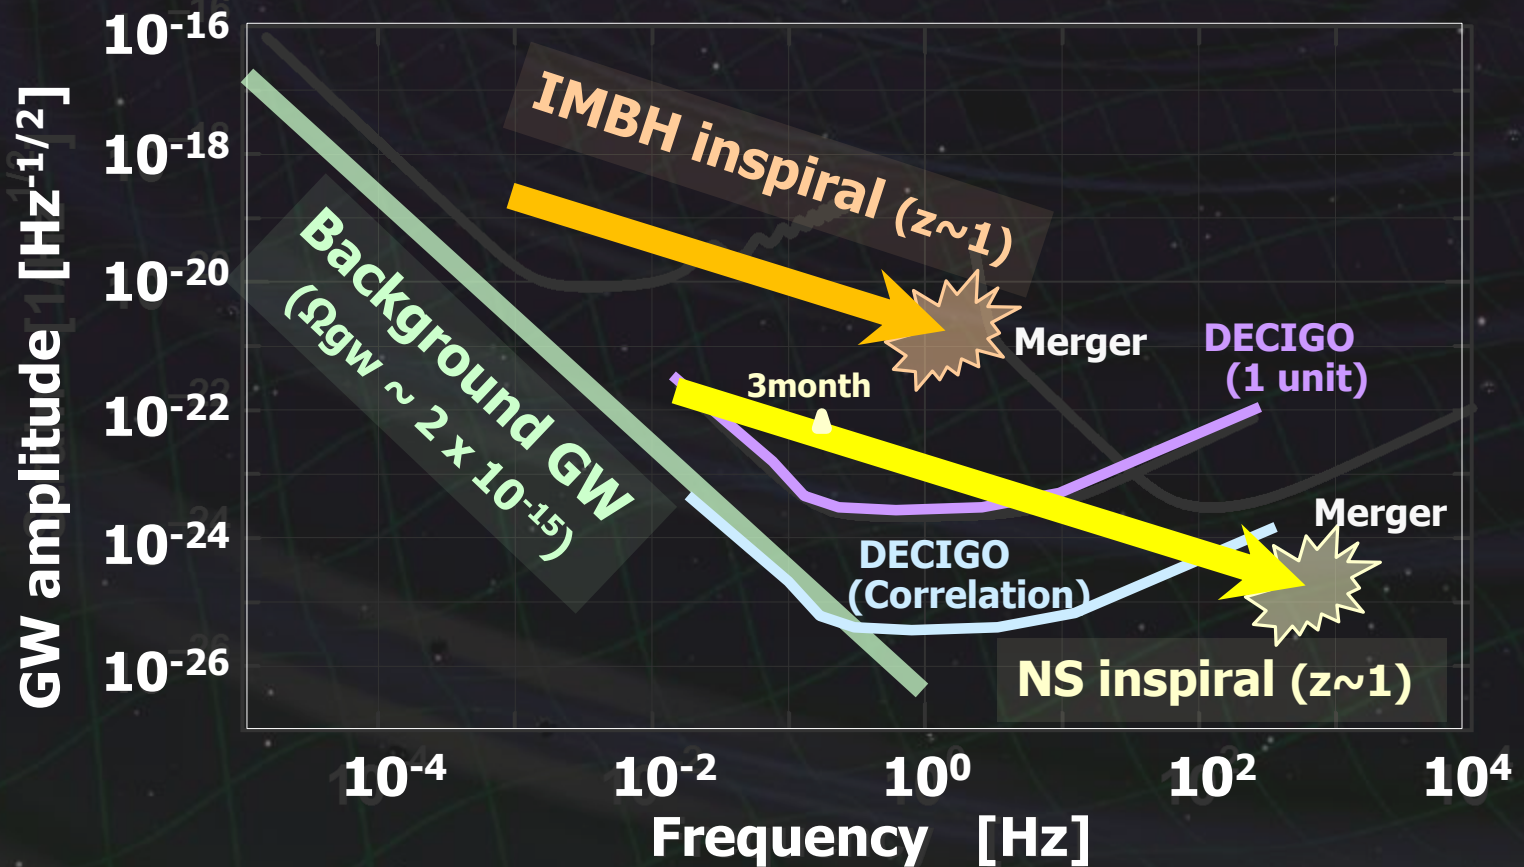 GW amplitude [Hz-1/2]
10-16
10-18
10-20
10-22
10-24
10-26
IMBH inspiral (z~1)
Background GW
(Ωgw ~ 2 x 10-15)
Merger
DECIGO
(1 unit)
3month
Merger
DECIGO
(Correlation)
NS inspiral (z~1)
10-4
10-2
100
102
104
Frequency [Hz]